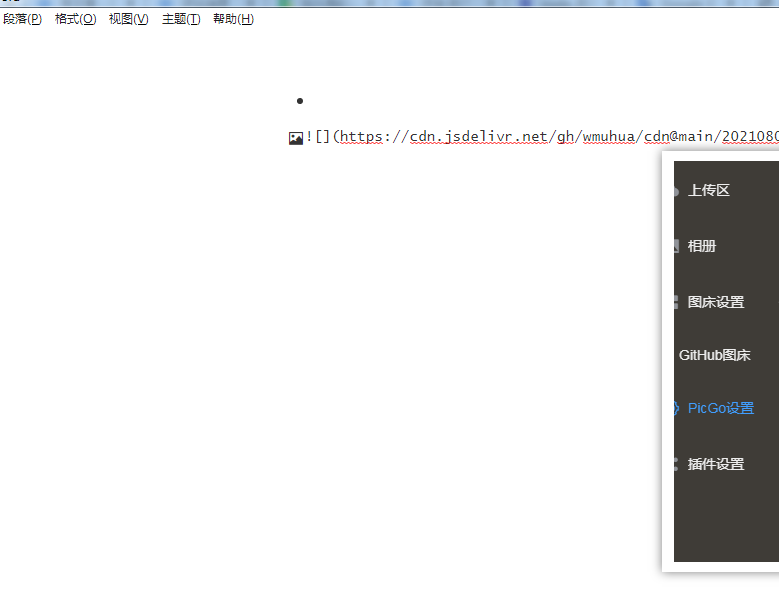 段落(P) 格式(O) 视图(V) 主题(T) 帮助(H)
![](https://cdn.jsdelivr.net/gh/wmuhua/cdn@main/2021080
上传区
相册
图床设置
GitHub图床
PicGo设置
插件设置